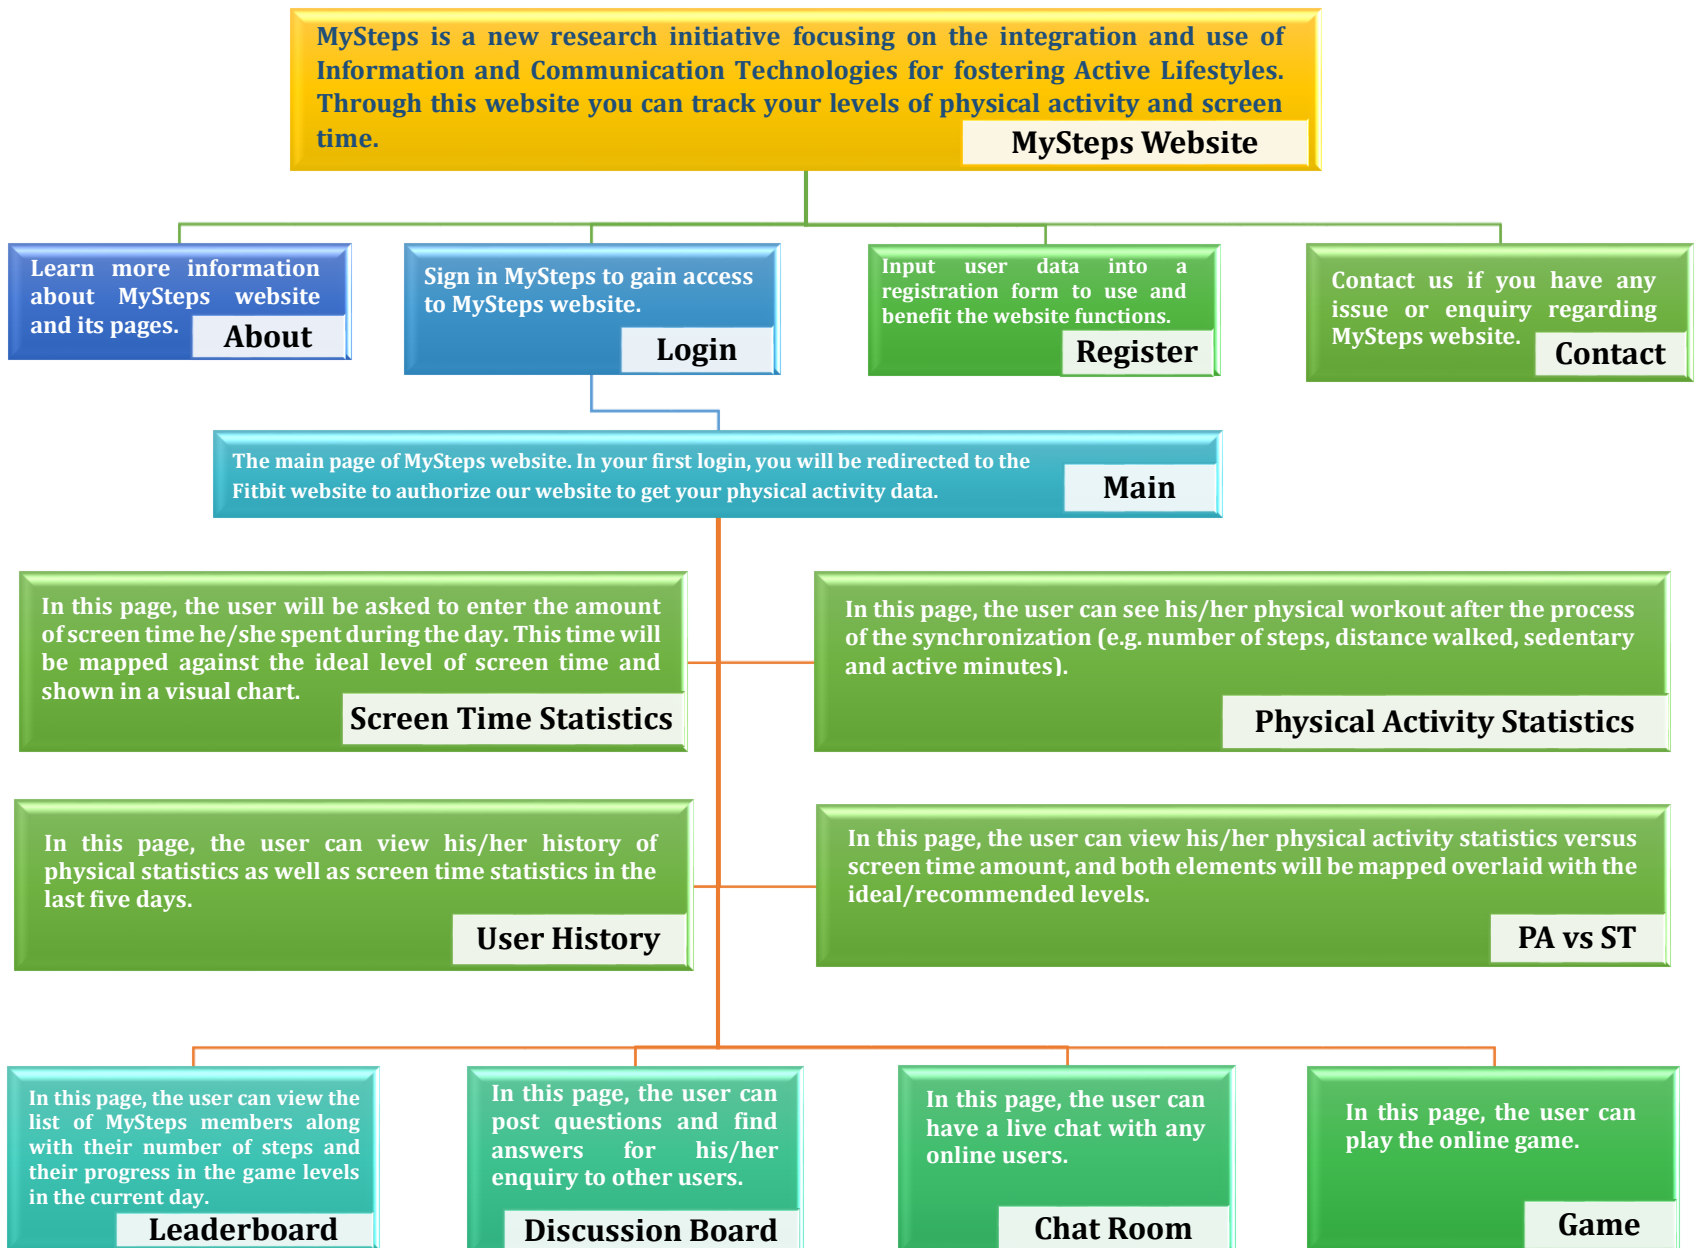 MySteps is a new research initiative focusing on the integration and use of
Information and Communication Technologies for fostering Active Lifestyles.
Through this website you can track your levels of physical activity and screen
time.
MySteps Website
Learn more information
about MySteps website
and its pages.
About
Sign in MySteps to gain access
to MySteps website.
Login
Input user data into a
registration form to use and
benefit the website functions.
Register
Contact us if you have any
issue or enquiry regarding
MySteps website.
Contact
The main page of MySteps website. In your first login, you will be redirected to the
Fitbit website to authorize our website to get your physical activity data.
Main
In this page, the user will be asked to enter the amount
of screen time he/she spent during the day. This time will
be mapped against the ideal level of screen time and
shown in a visual chart.
Screen Time Statistics
In this page, the user can see his/her physical workout after the process
of the synchronization (e.g. number of steps, distance walked, sedentary
and active minutes).
Physical Activity Statistics
In this page, the user can view his/her history of
physical statistics as well as screen time statistics in the
last five days.
User History
In this page, the user can view his/her physical activity statistics versus
screen time amount, and both elements will be mapped overlaid with the
ideal/recommended levels.
PA vs ST
In this page, the user can view the
list of MySteps members along
with their number of steps and
their progress in the game levels
in the current day.
Leaderboard
In this page, the user can
post questions and find
answers for his/her
enquiry to other users.
Discussion Board
In this page, the user can
have a live chat with any
online users.
Chat Room
In this page, the user can
play the online game.
Game